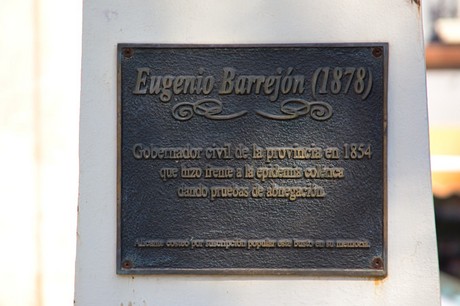 Eugenio Barrejón (1878)
Gobernador civil de la provincia en 1854
que dizo frente a la epidemia colérica
dando pruebas de abnegación.
Alicante costeó por suscripción popular este busto en su memoria.